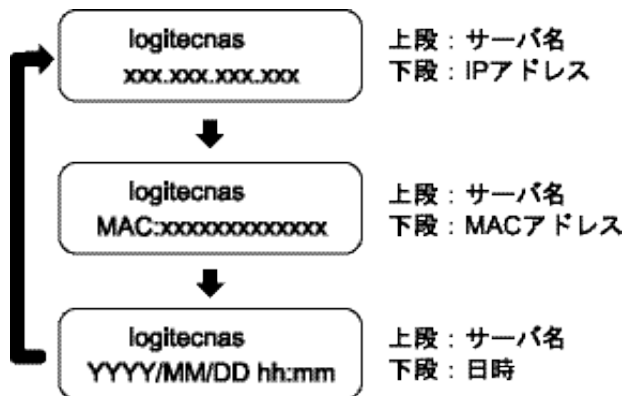 logitecnas
xxx.xxx.xxx.xxx
上段：サーバ名
下段：IPアドレス
logitecnas
MAC:xxxxxxxxxxxxx
上段：サーバ名
下段：MACアドレス
logitecnas
YYYY/MM/DD hh:mm
上段：サーバ名
下段：日時